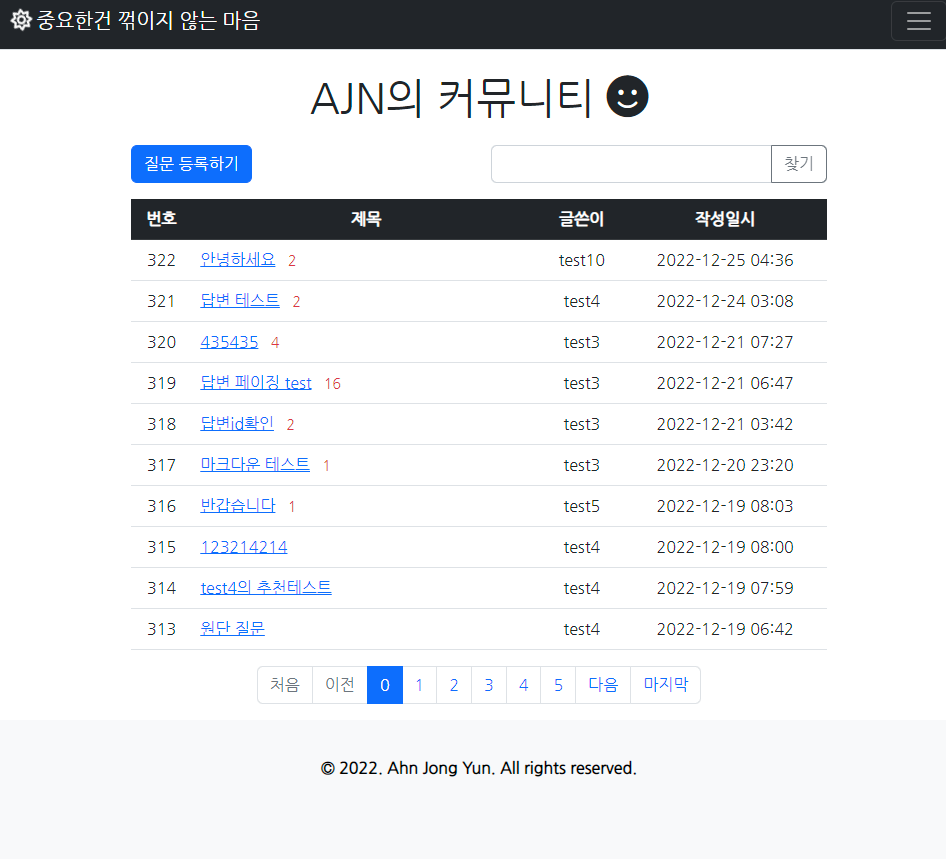 중요한건 꺾이지 않는 마음
AJN의 커뮤니티
질문 등록하기 찾기
번호 제목 글쓴이 작성일시
322 안녕하세요 2 test10 2022-12-25 04:36
321 답변 테스트 2 test4 2022-12-24 03:08
320 435435 4 test3 2022-12-21 07:27
319 답변 페이징 test 16 test3 2022-12-21 06:47
318 답변id확인 2 test3 2022-12-21 03:42
317 마크다운 테스트 1 test3 2022-12-20 23:20
316 반갑습니다 1 test5 2022-12-19 08:03
315 123214214 test4 2022-12-19 08:00
314 test4의 추천테스트 test4 2022-12-19 07:59
313 원단 질문 test4 2022-12-19 06:42
처음 이전 0 1 2 3 4 5 다음 마지막
© 2022. Ahn Jong Yun. All rights reserved.